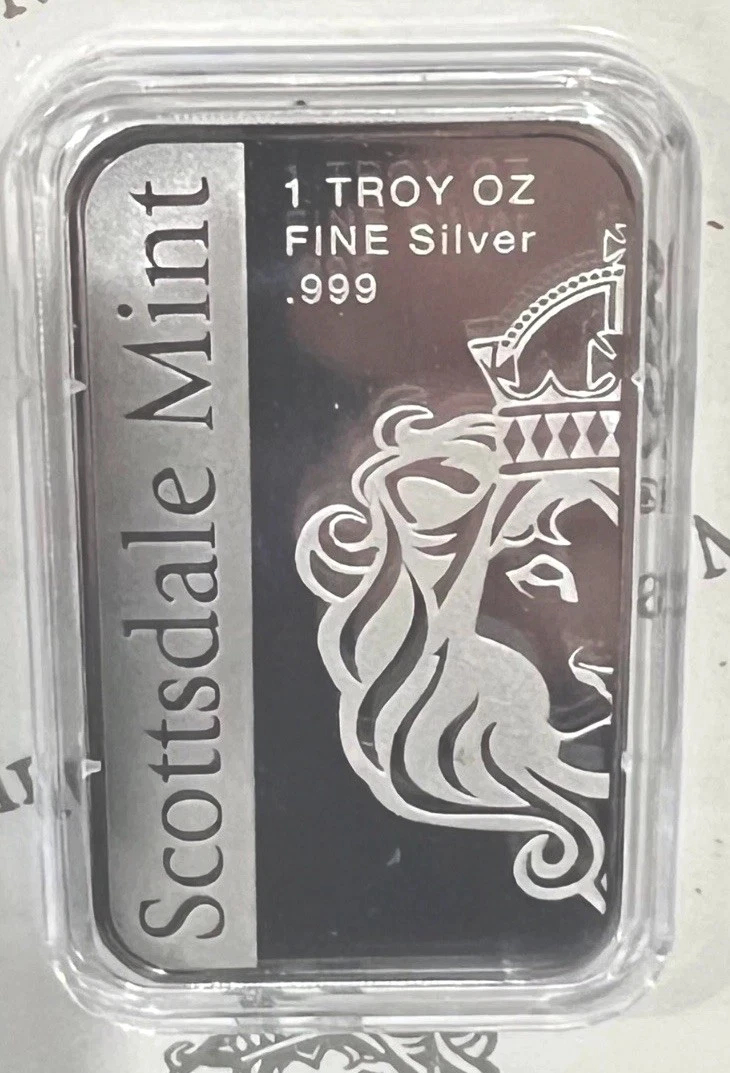 Scottsdale Mint
1 TROY OZ
FINE Silver
.999